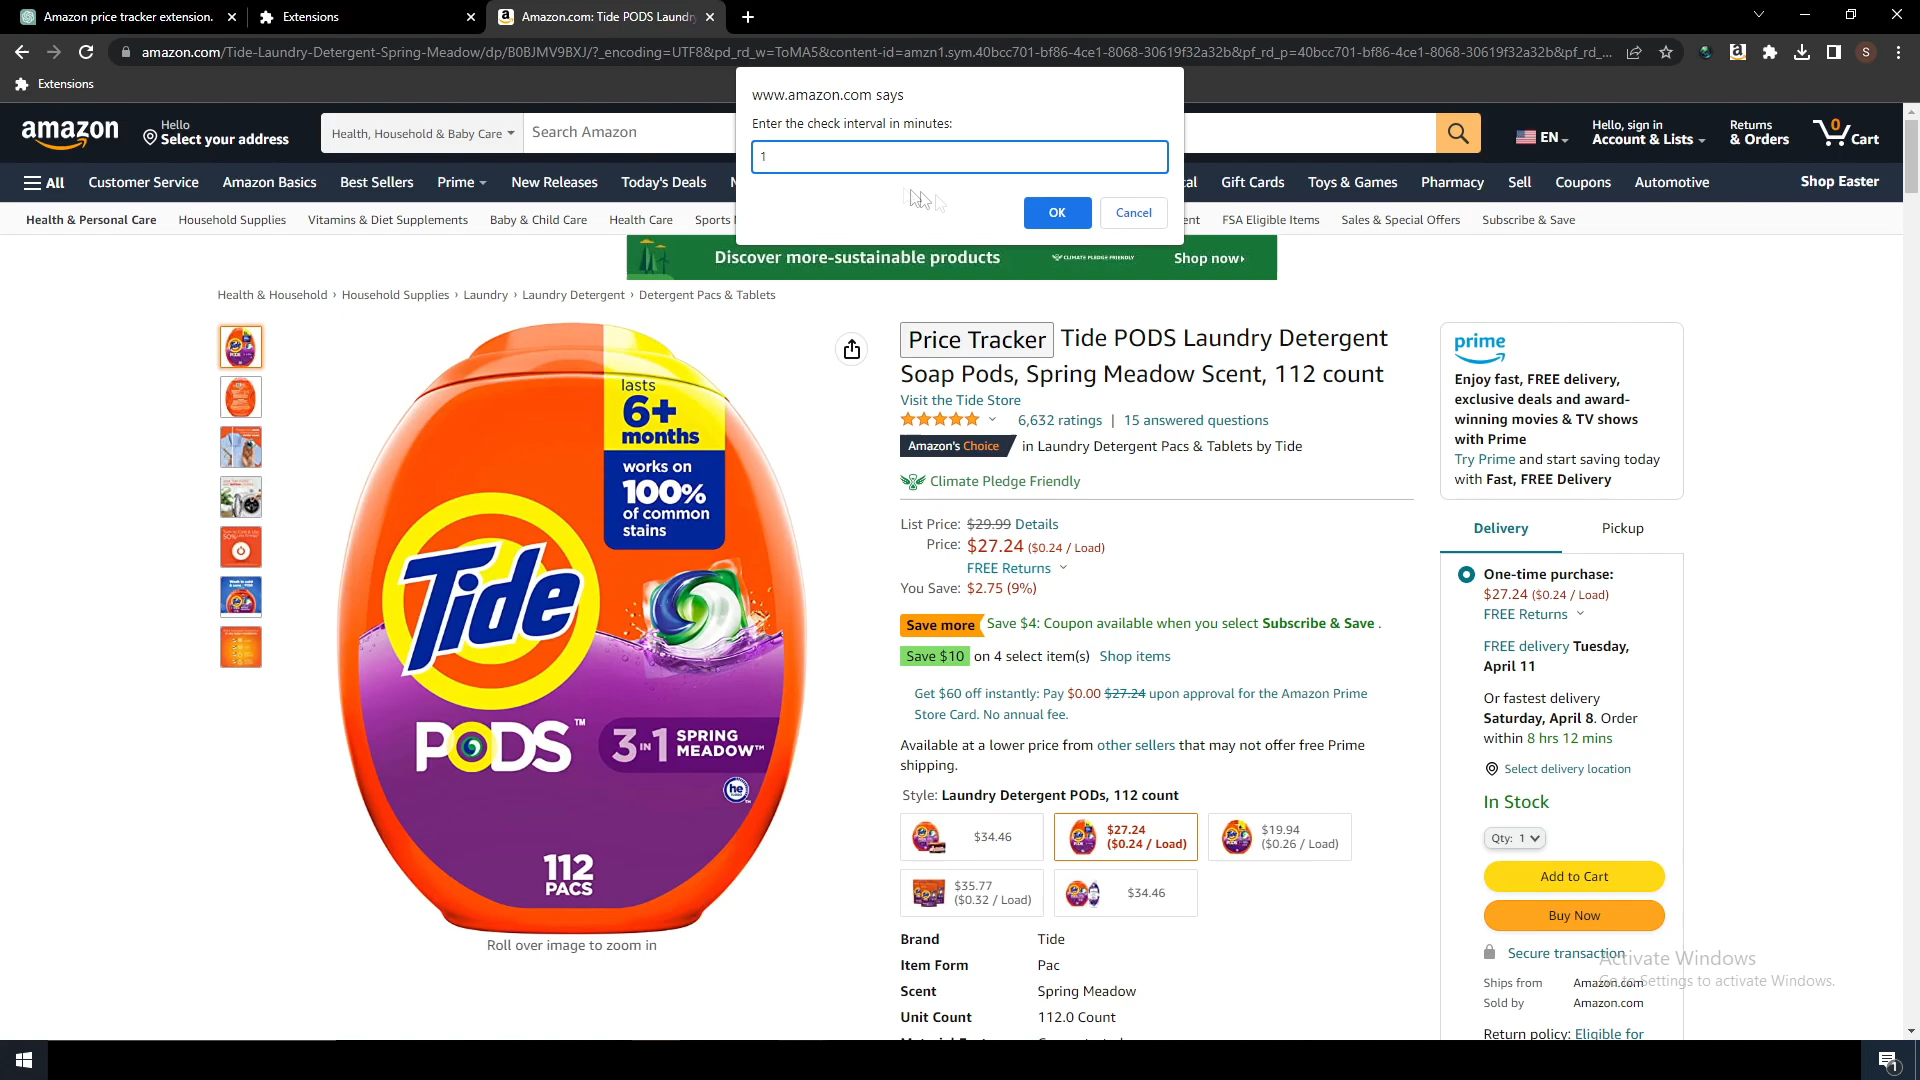 Amazon price tracker extension.
Extensions
Amazon.com: Tide PODS Laundr
amazon.com/Tide-Laundry-Detergent-Spring-Meadow/dp/B0BJMV9BXJ/?_encoding=UTF8&pd_rd_w=ToMA5&content-id=amzn1.sym.40bcc701-bf86-4ce1-8068-30619f32a32b&pf_rd_p=40bcc701-bf86-4ce1-8068-30619f32a32b&pf_rd_...
S
Extensions
www.amazon.com says
Enter the check interval in minutes:
1
OK
Cancel
amazon
Hello
Select your address
Health, Household & Baby Care
Search Amazon
EN
Hello, sign in
Account & Lists
Returns
& Orders
0
Cart
All
Customer Service
Amazon Basics
Best Sellers
Prime
New Releases
Today's Deals
Gift Cards
Toys & Games
Pharmacy
Sell
Coupons
Automotive
Shop Easter
Health & Personal Care
Household Supplies
Vitamins & Diet Supplements
Baby & Child Care
Health Care
Sports
FSA Eligible Items
Sales & Special Offers
Subscribe & Save
Discover more-sustainable products
CLIMATE PLEDGE FRIENDLY
Shop now
Health & Household › Household Supplies › Laundry › Laundry Detergent › Detergent Pacs & Tablets
lasts
6+
months
works on
100%
of common
stains
Tide
PODS™
3 IN 1 SPRING
MEADOW™
he
112
PACS
Roll over image to zoom in
Price Tracker Tide PODS Laundry Detergent
Soap Pods, Spring Meadow Scent, 112 count
Visit the Tide Store
6,632 ratings | 15 answered questions
Amazon's Choice in Laundry Detergent Pacs & Tablets by Tide
Climate Pledge Friendly
List Price: $29.99 Details
Price: $27.24 ($0.24 / Load)
FREE Returns
You Save: $2.75 (9%)
Save more Save $4: Coupon available when you select Subscribe & Save .
Save $10 on 4 select item(s) Shop items
Get $60 off instantly: Pay $0.00 $27.24 upon approval for the Amazon Prime
Store Card. No annual fee.
Available at a lower price from other sellers that may not offer free Prime
shipping.
Style: Laundry Detergent PODs, 112 count
$34.46
$27.24
($0.24 / Load)
$19.94
($0.26 / Load)
$35.77
($0.32 / Load)
$34.46
Brand Tide
Item Form Pac
Scent Spring Meadow
Unit Count 112.0 Count
prime
Enjoy fast, FREE delivery,
exclusive deals and award-
winning movies & TV shows
with Prime
Try Prime and start saving today
with Fast, FREE Delivery
Delivery
Pickup
One-time purchase:
$27.24 ($0.24 / Load)
FREE Returns
FREE delivery Tuesday,
April 11
Or fastest delivery
Saturday, April 8. Order
within 8 hrs 12 mins
Select delivery location
In Stock
Qty: 1
Add to Cart
Buy Now
Secure transaction
Activate Windows
Go to Settings to activate Windows.
Ships from Amazon.com
Sold by Amazon.com
Return policy: Eligible for
1